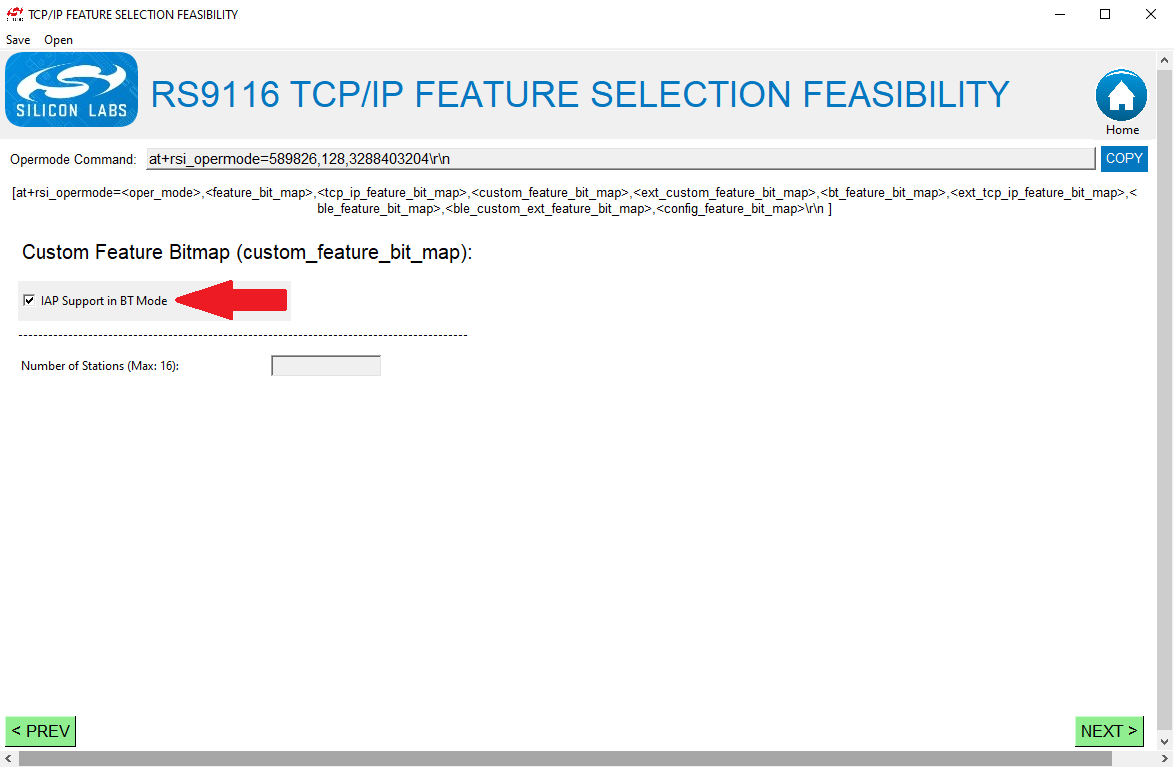 TCP/IP FEATURE SELECTION FEASIBILITY
Save Open
SILICON LABS
RS9116 TCP/IP FEATURE SELECTION FEASIBILITY
Home
Opermode Command: at+rsi_opermode=589826,128,3288403204\r\n COPY
[at+rsi_opermode=<oper_mode>,<feature_bit_map>,<tcp_ip_feature_bit_map>,<custom_feature_bit_map>,<ext_custom_feature_bit_map>,<bt_feature_bit_map>,<ext_tcp_ip_feature_bit_map>,<
ble_feature_bit_map>,<ble_custom_ext_feature_bit_map>,<config_feature_bit_map>\r\n ]
Custom Feature Bitmap (custom_feature_bit_map):
IAP Support in BT Mode
Number of Stations (Max: 16):
< PREV NEXT >